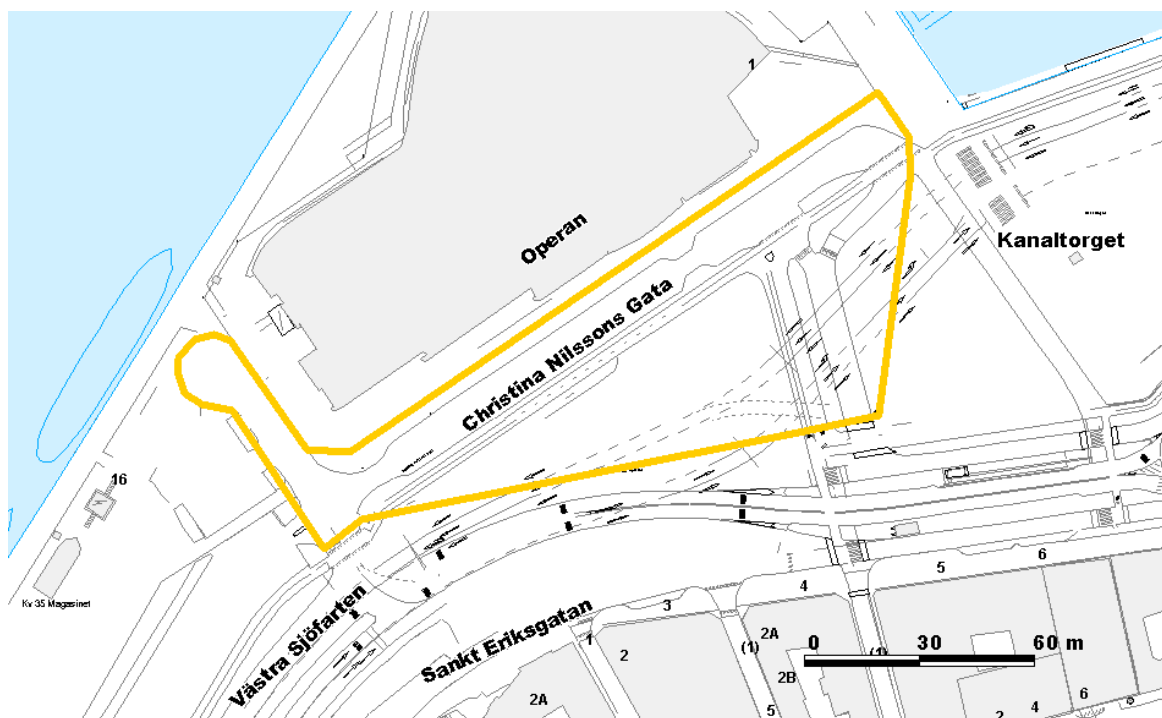 1
Operan
Kanaltorget
Christina Nilssons Gata
16
Kv 35 Magasinet
Västra Sjöfarten
Sankt Eriksgatan
6
5
4
3
1
2
2A
(1)
2B
2A
5
(1)
0 30 60 m
6
4
2